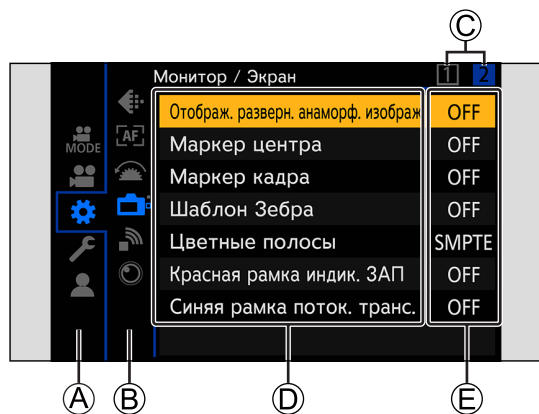 C
Монитор / Экран
1 2
Отображ. разверн. анаморф. изображ
OFF
Маркер центра
OFF
Маркер кадра
OFF
Шаблон Зебра
OFF
Цветные полосы
SMPTE
Красная рамка индик. ЗАП
OFF
Синяя рамка поток. транс.
OFF
MODE
AF
A
B
D
E